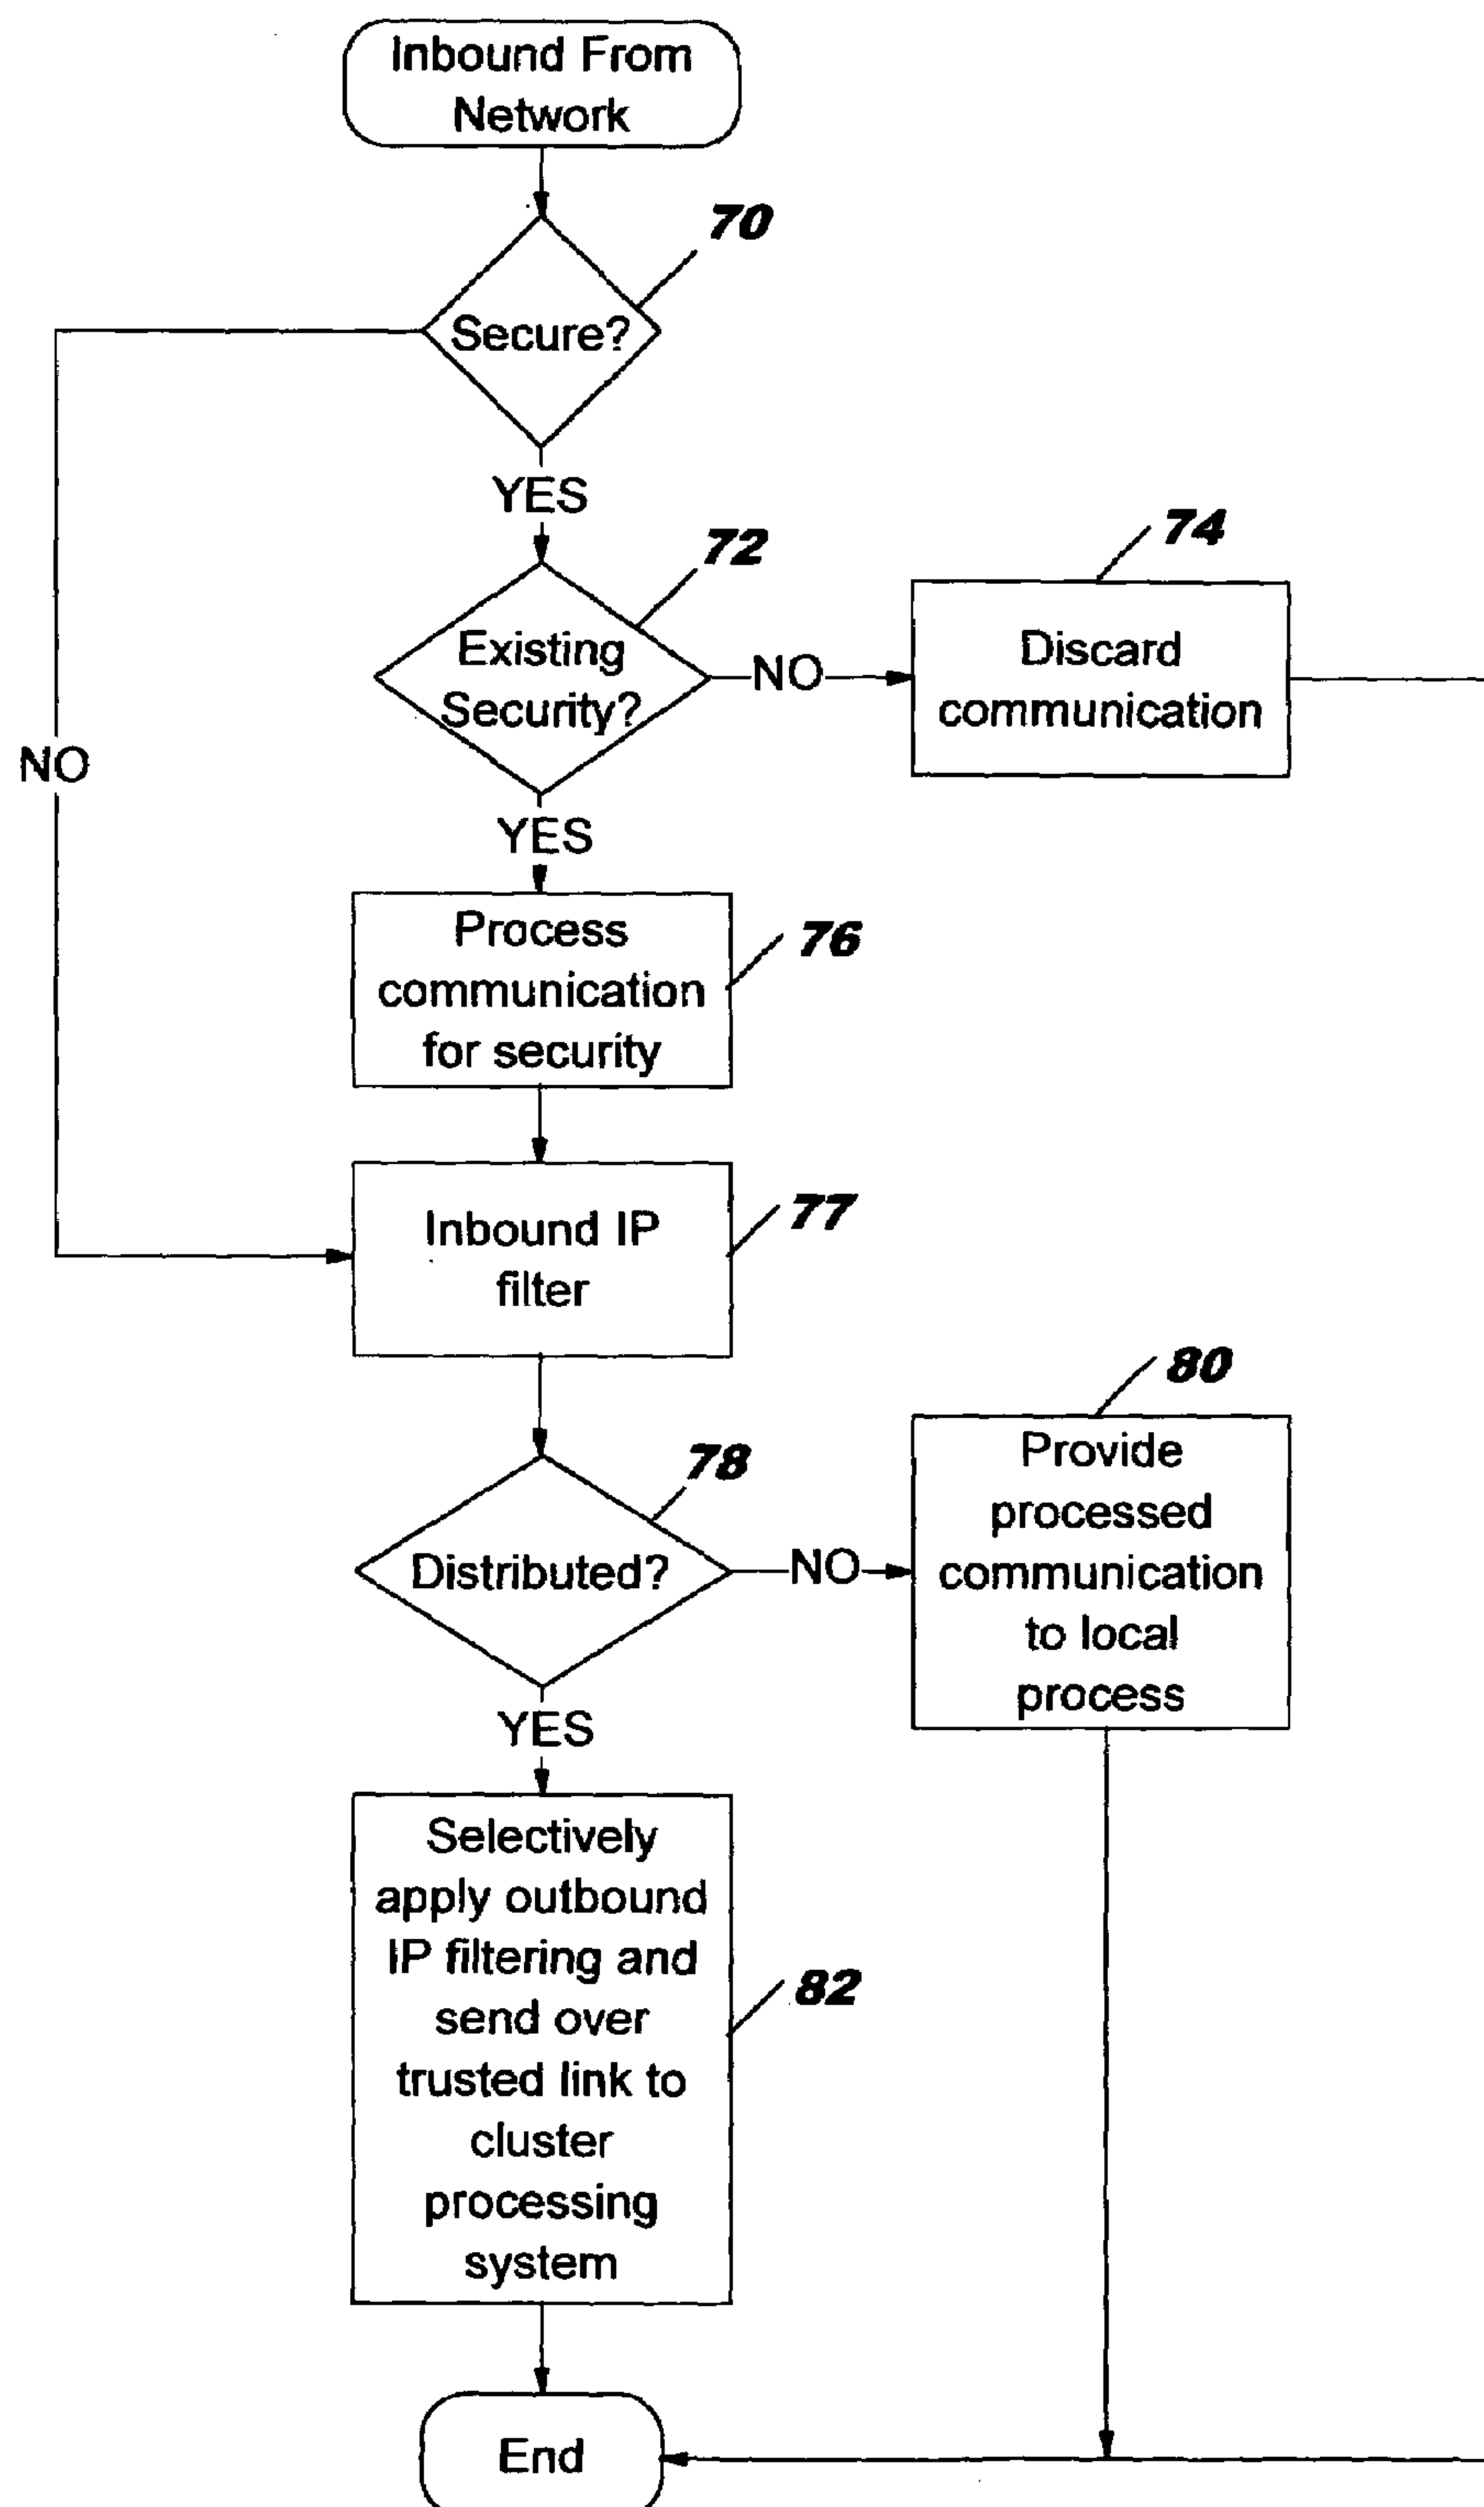 Inbound From
Network
70
Secure?
YES
72
Existing
Security?
NO
74
Discard
communication
NO
YES
Process
communication
for security
76
Inbound IP
filter
77
78
Distributed?
NO
80
Provide
processed
communication
to local
process
YES
Selectively
apply outbound
IP filtering and
send over
trusted link to
cluster
processing
system
82
End